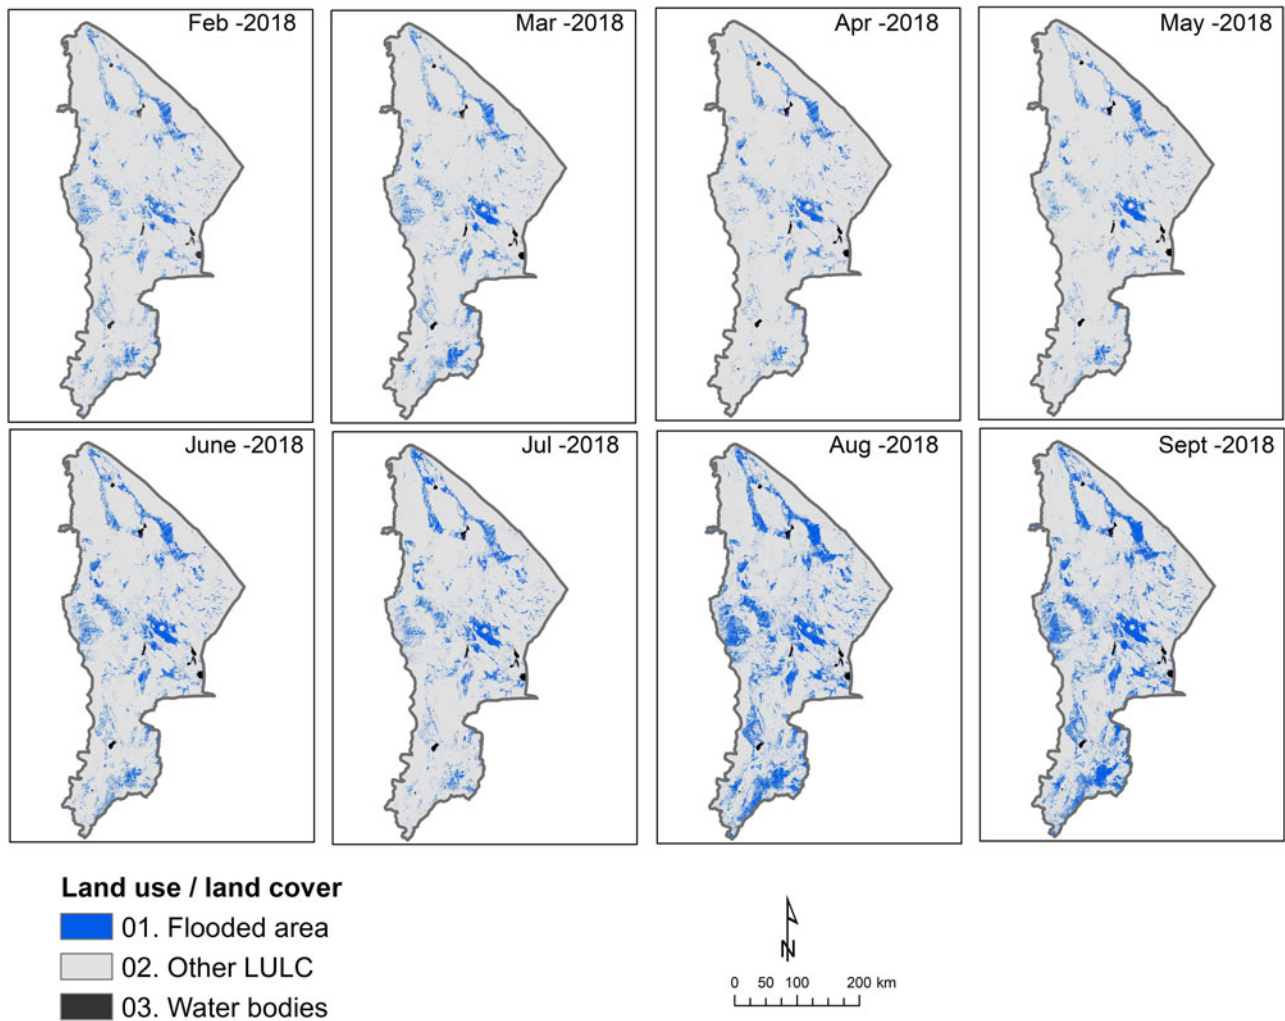 Feb -2018
Mar -2018
Apr -2018
May -2018
June -2018
Jul -2018
Aug -2018
Sept -2018
Land use / land cover
01. Flooded area
02. Other LULC
03. Water bodies
N
0 50 100 200 km